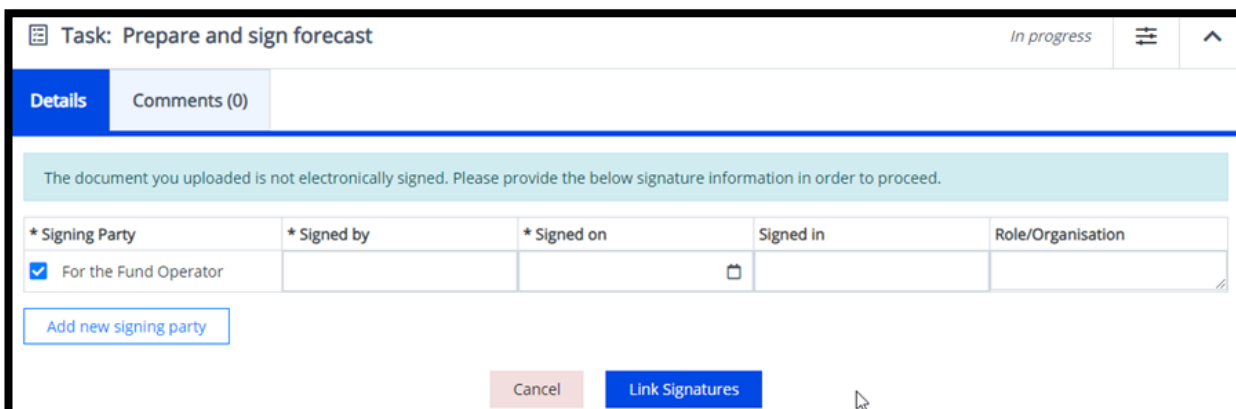 Task: Prepare and sign forecast In progress
Details Comments (0)
The document you uploaded is not electronically signed. Please provide the below signature information in order to proceed.
* Signing Party * Signed by * Signed on Signed in Role/Organisation
For the Fund Operator
Add new signing party
Cancel Link Signatures